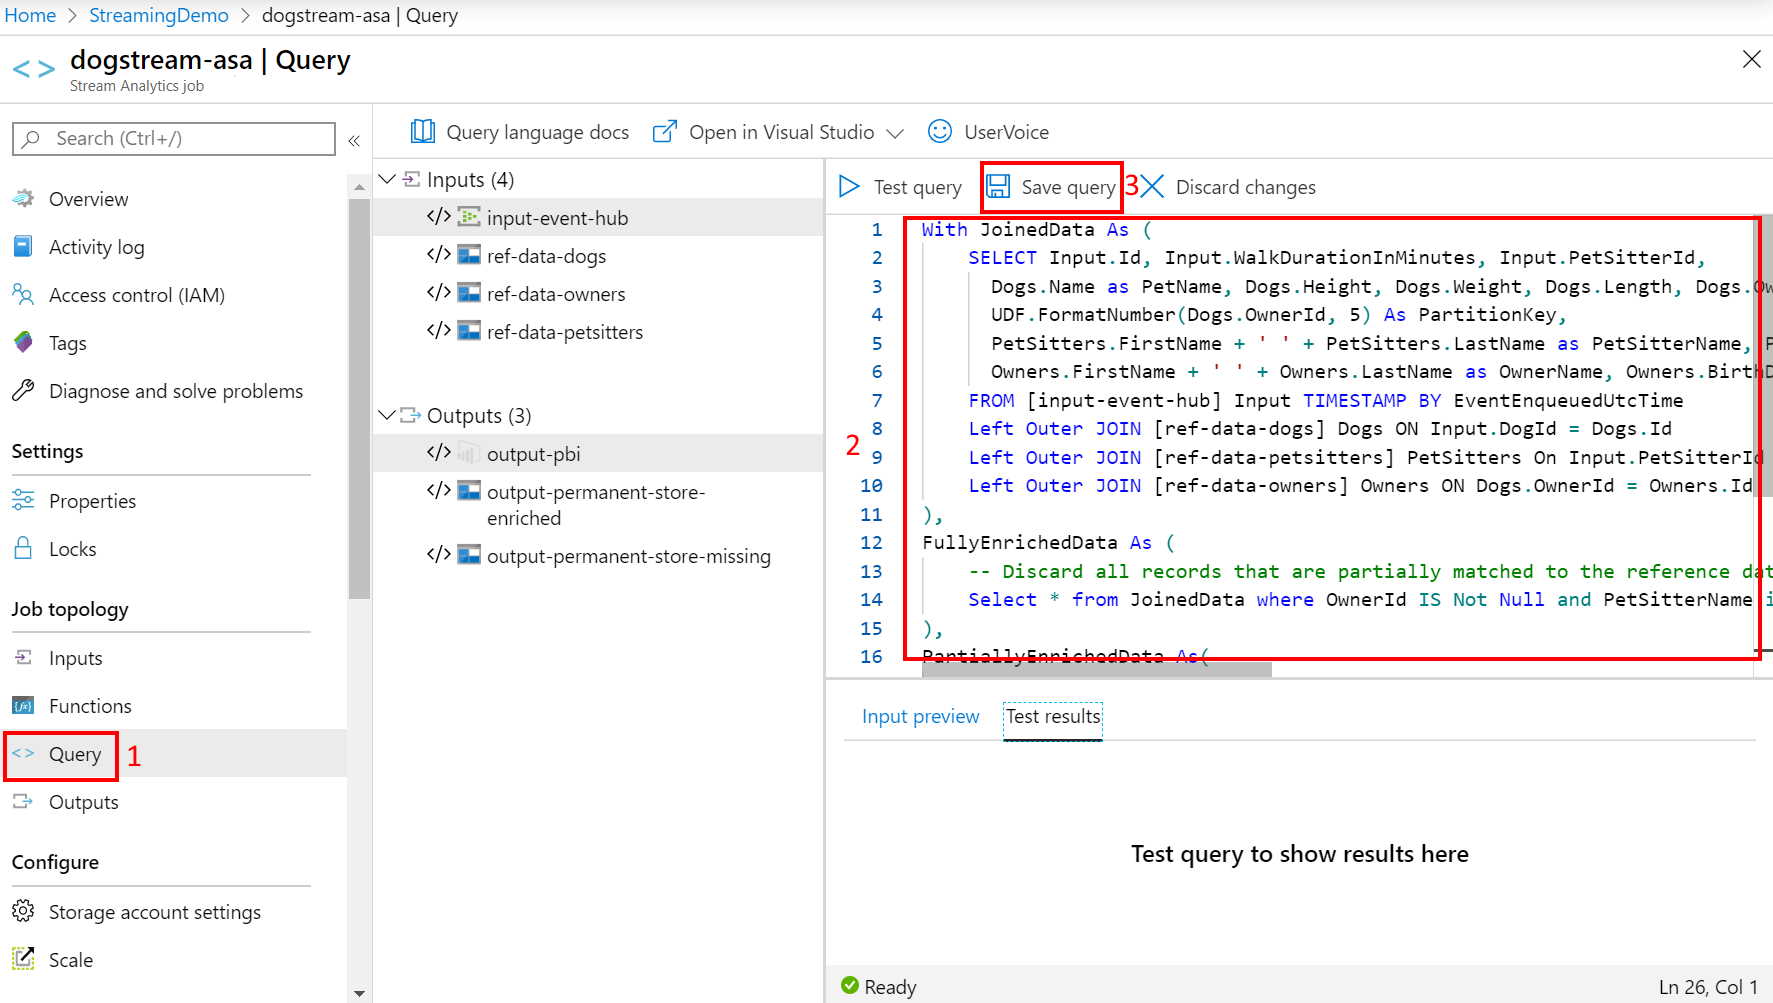 Home > StreamingDemo > dogstream-asa | Query
dogstream-asa | Query
Stream Analytics job
Search (Ctrl+/)
«
Overview
Activity log
Access control (IAM)
Tags
Diagnose and solve problems
Settings
Properties
Locks
Job topology
Inputs
Functions
Query 1
Outputs
Configure
Storage account settings
Scale
Query language docs
Open in Visual Studio
UserVoice
Inputs (4)
</> input-event-hub
</> ref-data-dogs
</> ref-data-owners
</> ref-data-petsitters
Outputs (3)
</> output-pbi
</> output-permanent-store-
enriched
</> output-permanent-store-missing
Test query
Save query 3
Discard changes
2
1 With JoinedData As (
2 SELECT Input.Id, Input.WalkDurationInMinutes, Input.PetSitterId,
3 Dogs.Name as PetName, Dogs.Height, Dogs.Weight, Dogs.Length, Dogs.Ow
4 UDF.FormatNumber(Dogs.OwnerId, 5) As PartitionKey,
5 PetSitters.FirstName + ' ' + PetSitters.LastName as PetSitterName, P
6 Owners.FirstName + ' ' + Owners.LastName as OwnerName, Owners.BirthD
7 FROM [input-event-hub] Input TIMESTAMP BY EventEnqueuedUtcTime
8 Left Outer JOIN [ref-data-dogs] Dogs ON Input.DogId = Dogs.Id
9 Left Outer JOIN [ref-data-petsitters] PetSitters On Input.PetSitterId
10 Left Outer JOIN [ref-data-owners] Owners ON Dogs.OwnerId = Owners.Id
11 ),
12 FullyEnrichedData As (
13 -- Discard all records that are partially matched to the reference dat
14 Select * from JoinedData where OwnerId IS Not Null and PetSitterName i
15 ),
16 PartiallyEnrichedData As(
Input preview
Test results
Test query to show results here
Ready
Ln 26, Col 1